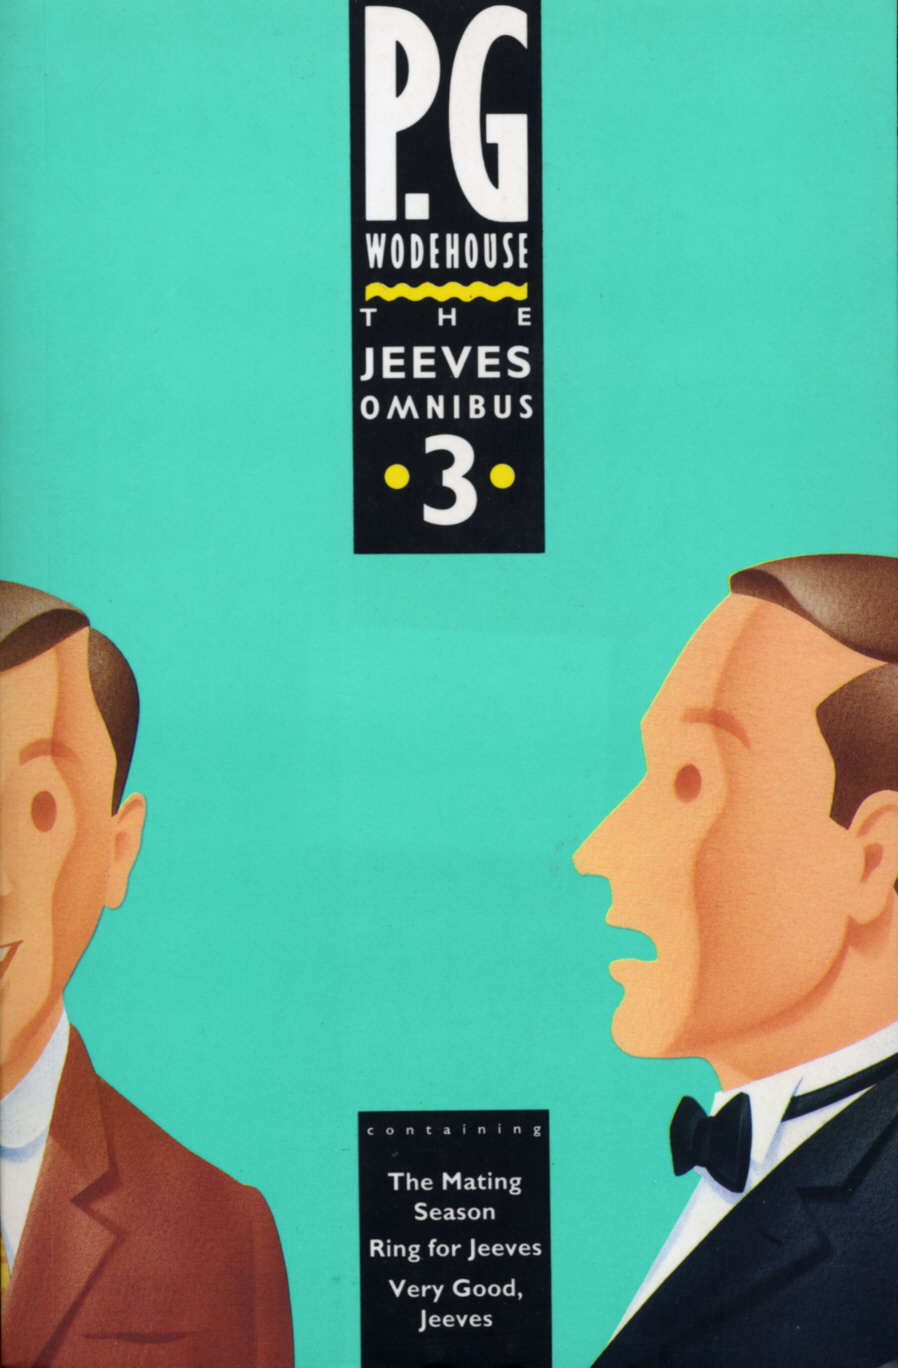 P.G
WODEHOUSE
THE
JEEVES
OMNIBUS
•3•
containing
The Mating
Season
Ring for Jeeves
Very Good,
Jeeves